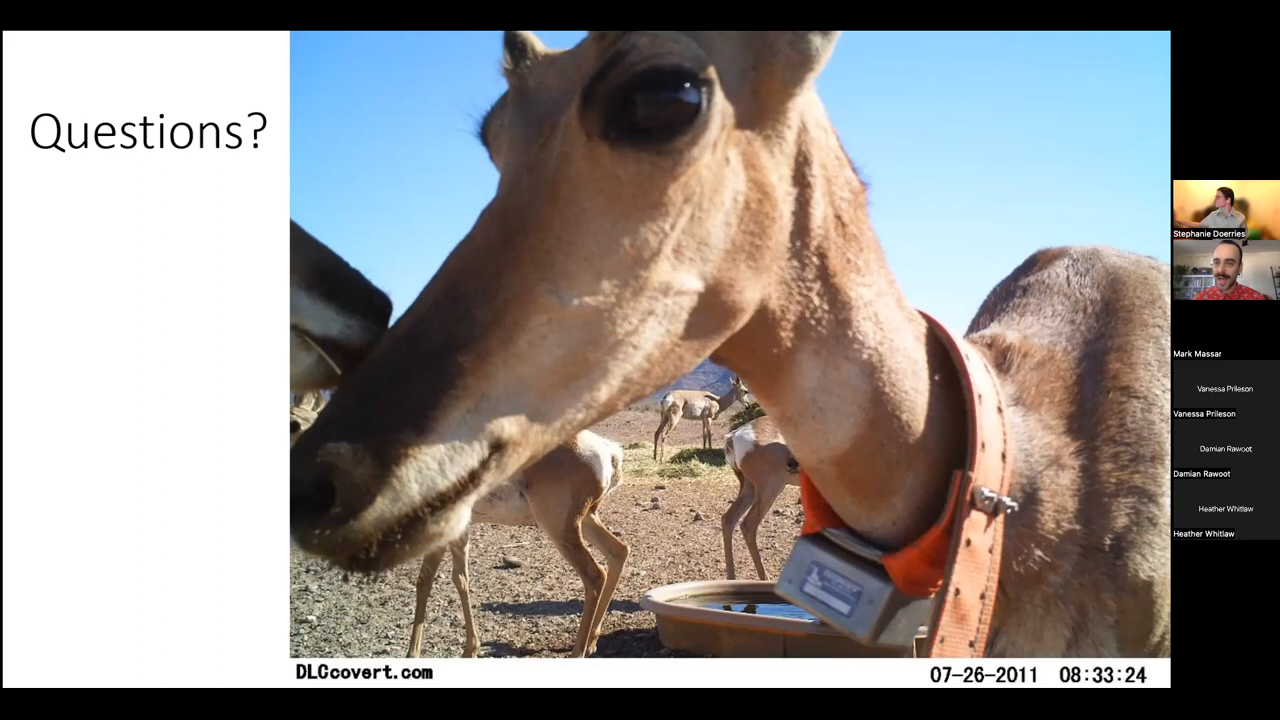 Questions?
DLCcovert.com
07-26-2011 08:33:24
Stephanie Doerries
Mark Massar
Vanessa Prileson
Vanessa Prileson
Damian Rawoot
Damian Rawoot
Heather Whitlaw
Heather Whitlaw